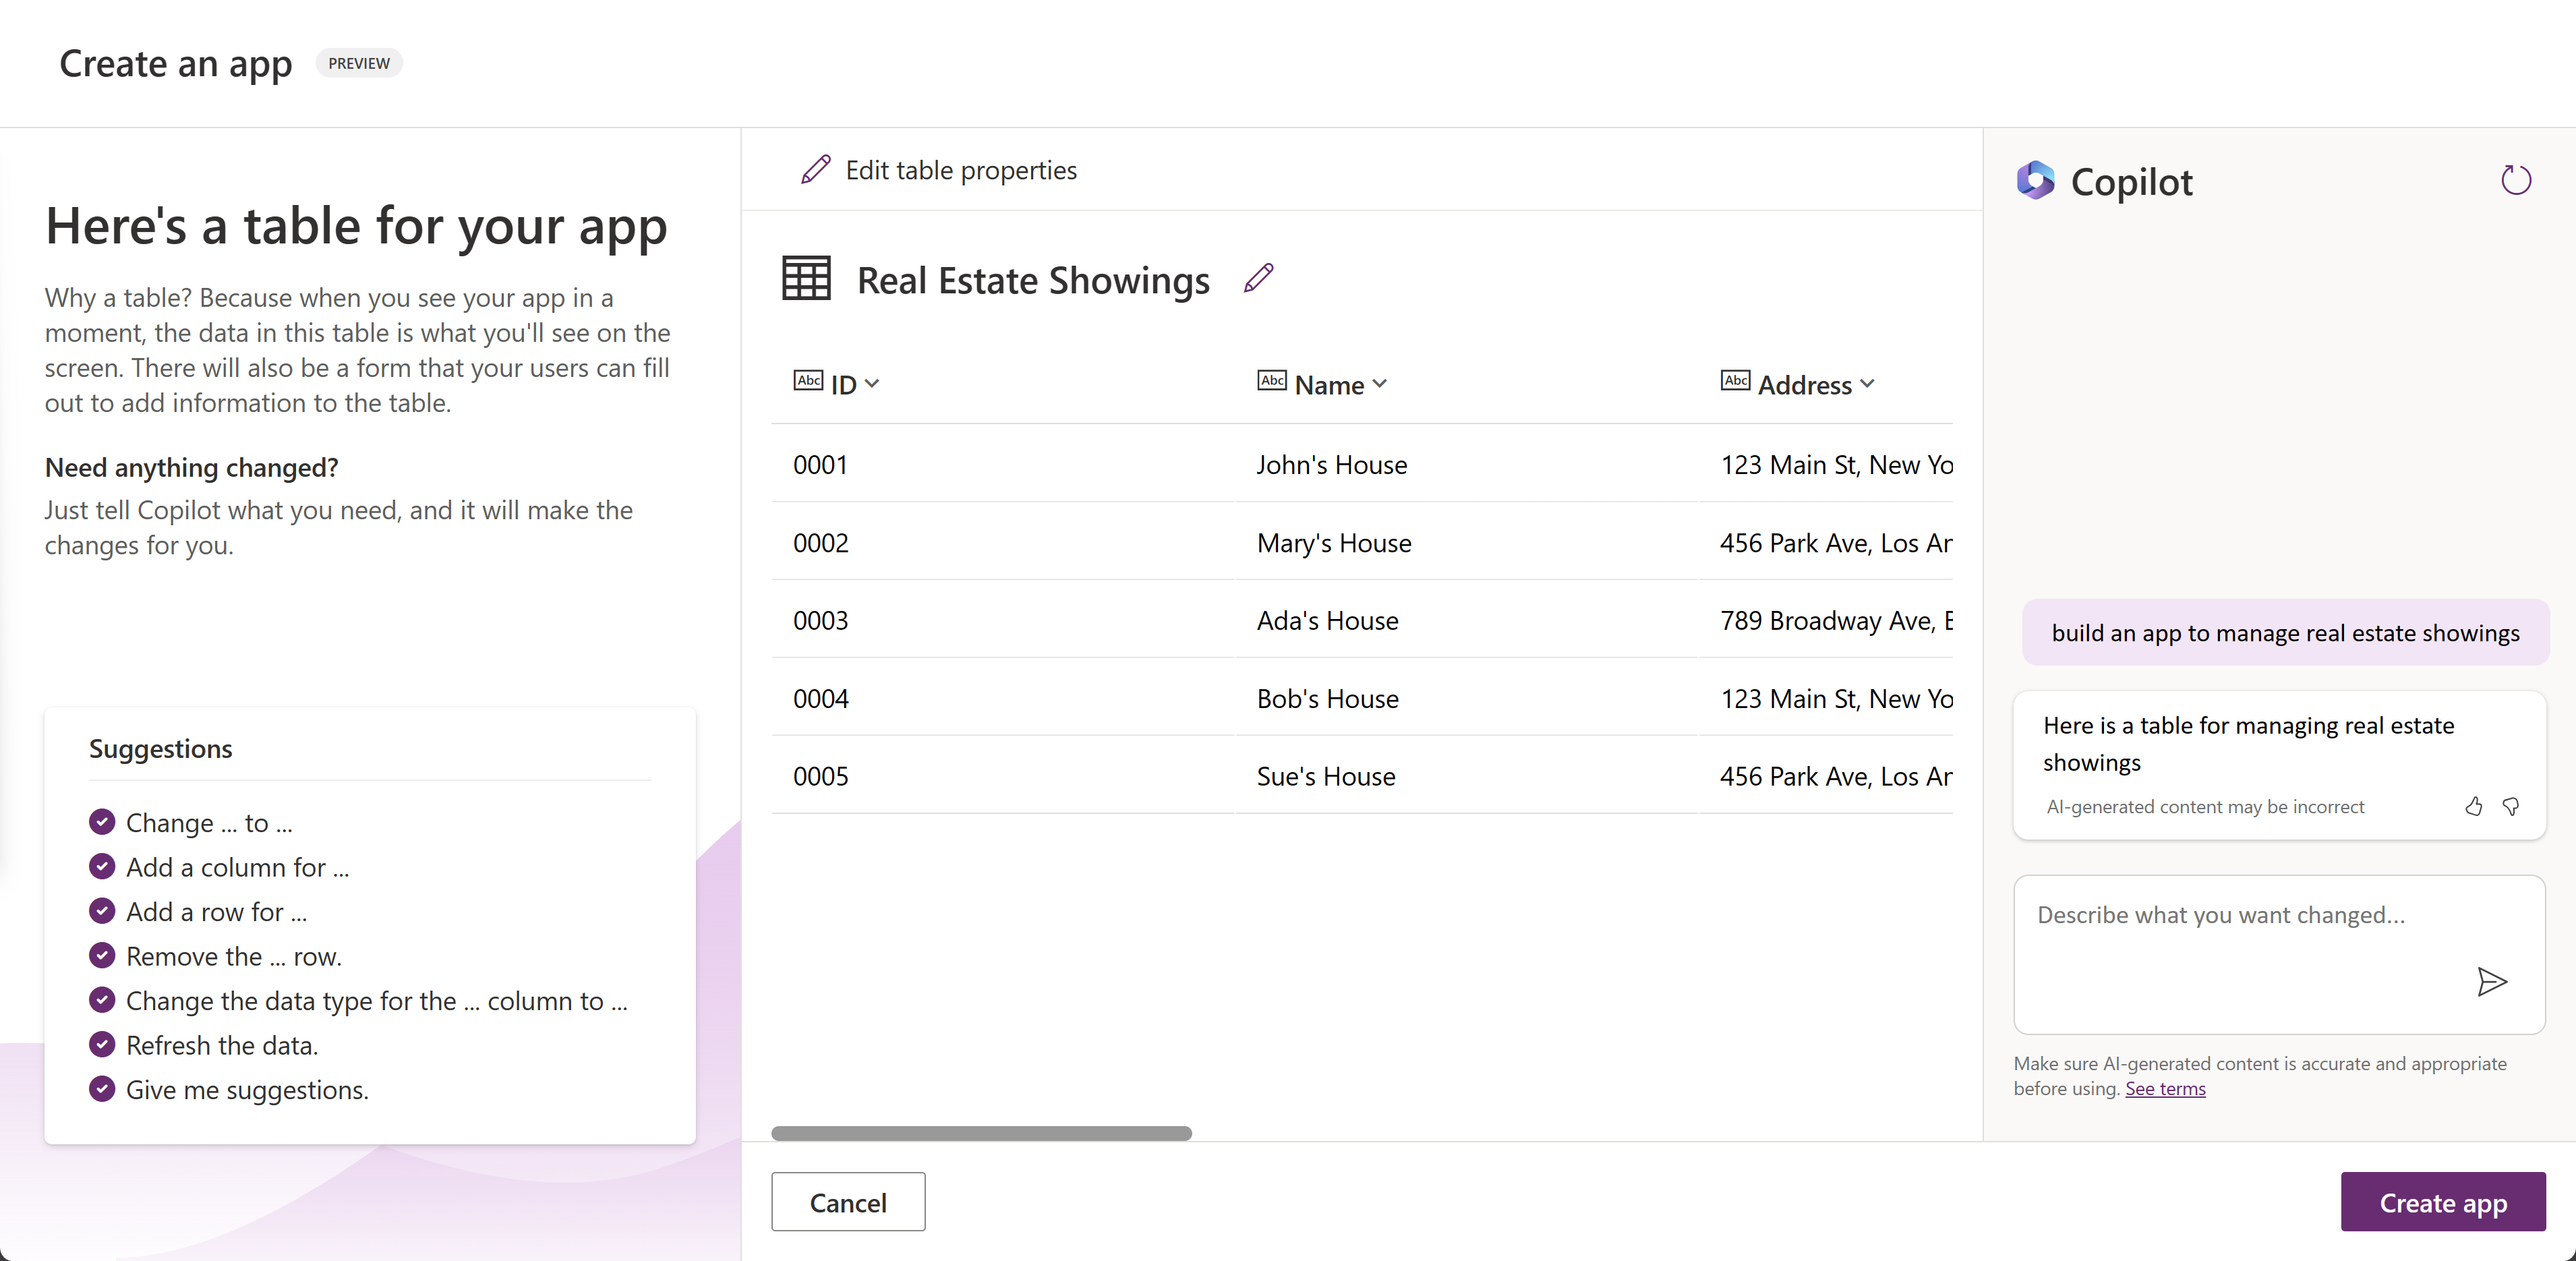 Create an app PREVIEW
Here's a table for your app
Why a table? Because when you see your app in a
moment, the data in this table is what you'll see on the
screen. There will also be a form that your users can fill
out to add information to the table.
Need anything changed?
Just tell Copilot what you need, and it will make the
changes for you.
Suggestions
Change ... to ...
Add a column for ...
Add a row for ...
Remove the ... row.
Change the data type for the ... column to ...
Refresh the data.
Give me suggestions.
Edit table properties
Real Estate Showings
Abc ID Abc Name Abc Address
0001 John's House 123 Main St, New Yo
0002 Mary's House 456 Park Ave, Los An
0003 Ada's House 789 Broadway Ave,
0004 Bob's House 123 Main St, New Yo
0005 Sue's House 456 Park Ave, Los An
Cancel
Copilot
build an app to manage real estate showings
Here is a table for managing real estate
showings
AI-generated content may be incorrect
Describe what you want changed...
Make sure AI-generated content is accurate and appropriate
before using. See terms
Create app